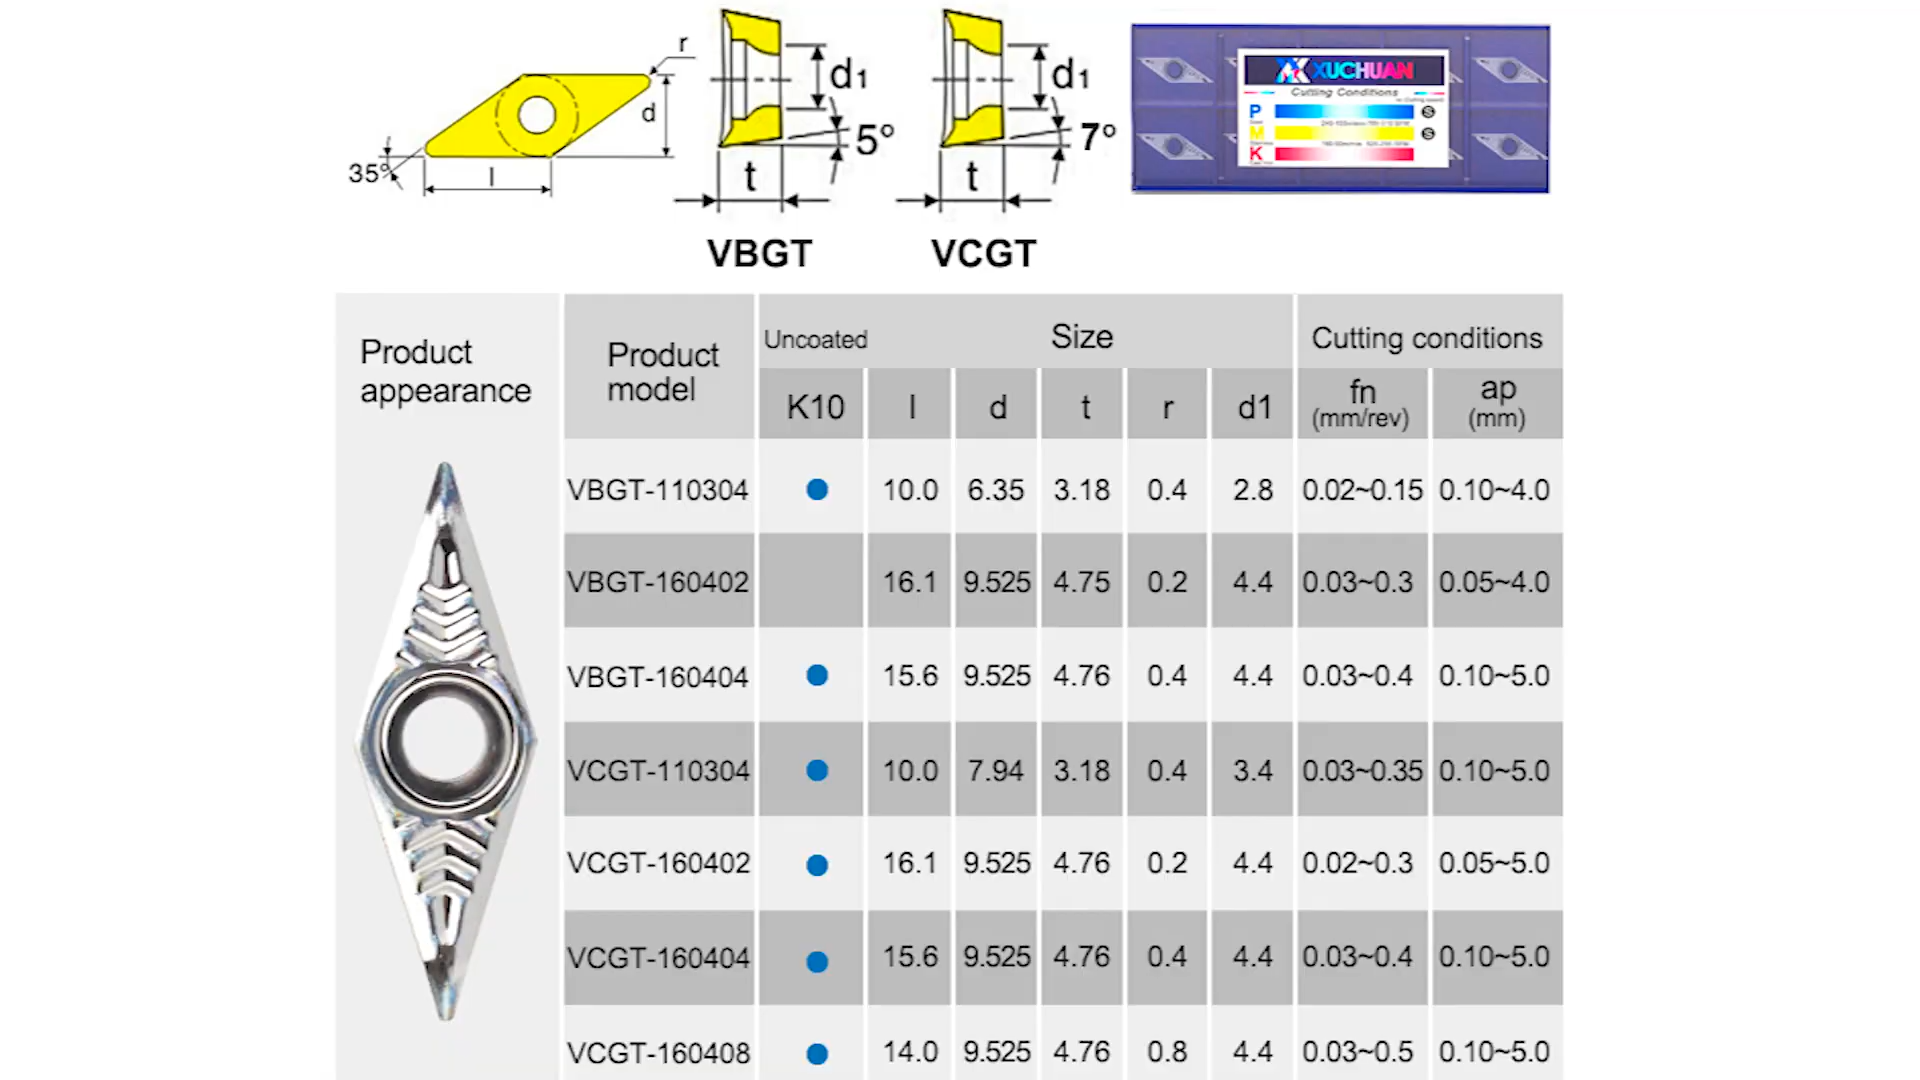 r
d
35°
l
d1
5°
t
VBGT
d1
7°
t
VCGT
XUCHUAN
Cutting Conditions
P
S
M
S
K
Product
appearance
Product
model
Uncoated
Size
Cutting conditions
K10
l
d
t
r
d1
fn
(mm/rev)
ap
(mm)
VBGT-110304 10.0 6.35 3.18 0.4 2.8 0.02~0.15 0.10~4.0
VBGT-160402 16.1 9.525 4.75 0.2 4.4 0.03~0.3 0.05~4.0
VBGT-160404 15.6 9.525 4.76 0.4 4.4 0.03~0.4 0.10~5.0
VCGT-110304 10.0 7.94 3.18 0.4 3.4 0.03~0.35 0.10~5.0
VCGT-160402 16.1 9.525 4.76 0.2 4.4 0.02~0.3 0.05~5.0
VCGT-160404 15.6 9.525 4.76 0.4 4.4 0.03~0.4 0.10~5.0
VCGT-160408 14.0 9.525 4.76 0.8 4.4 0.03~0.5 0.10~5.0